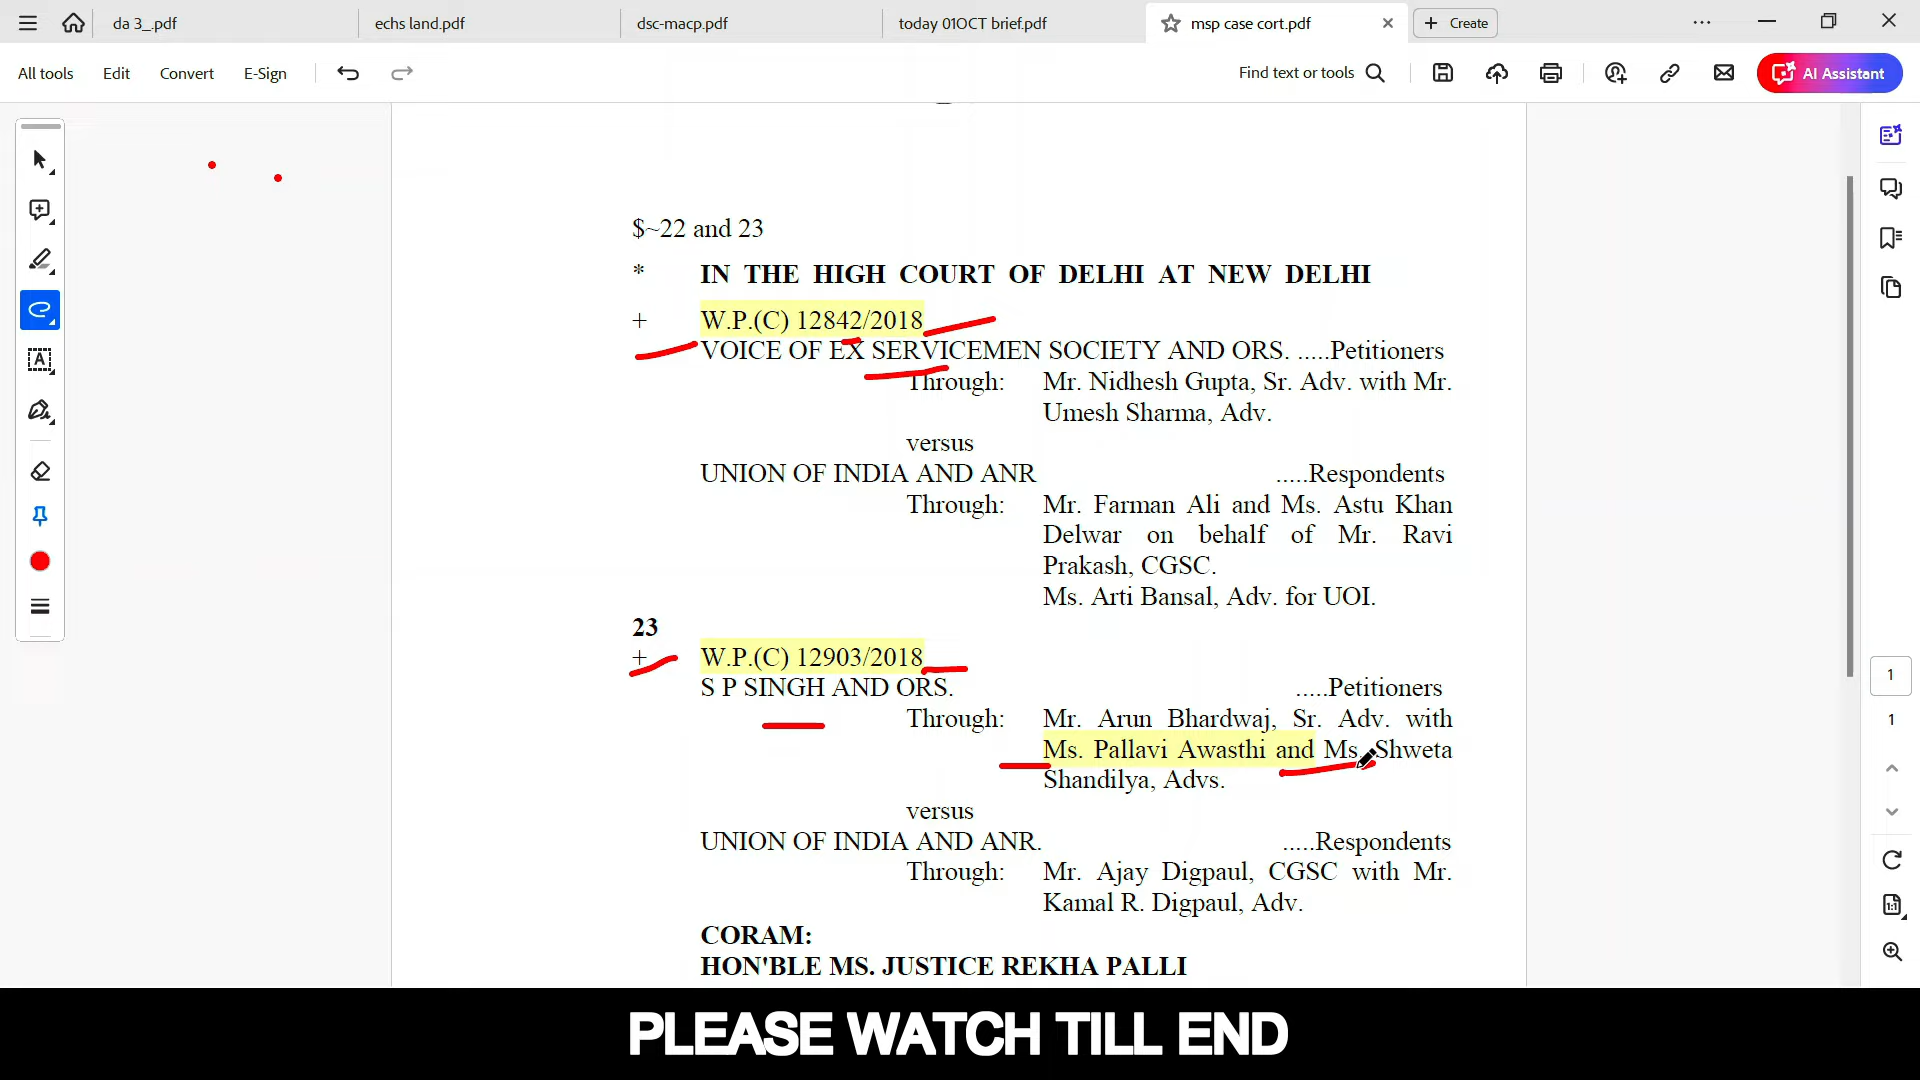 da 3_.pdf
echs land.pdf
dsc-macp.pdf
today 01OCT brief.pdf
msp case cort.pdf
+ Create
All tools
Edit
Convert
E-Sign
Find text or tools
AI Assistant
$~22 and 23
* IN THE HIGH COURT OF DELHI AT NEW DELHI
+ W.P.(C) 12842/2018
VOICE OF EX SERVICEMEN SOCIETY AND ORS. .....Petitioners
Through: Mr. Nidhesh Gupta, Sr. Adv. with Mr.
Umesh Sharma, Adv.
versus
UNION OF INDIA AND ANR .....Respondents
Through: Mr. Farman Ali and Ms. Astu Khan
Delwar on behalf of Mr. Ravi
Prakash, CGSC.
Ms. Arti Bansal, Adv. for UOI.
23
+ W.P.(C) 12903/2018
S P SINGH AND ORS. .....Petitioners
Through: Mr. Arun Bhardwaj, Sr. Adv. with
Ms. Pallavi Awasthi and Ms. Shweta
Shandilya, Advs.
versus
UNION OF INDIA AND ANR. .....Respondents
Through: Mr. Ajay Digpaul, CGSC with Mr.
Kamal R. Digpaul, Adv.
CORAM:
HON'BLE MS. JUSTICE REKHA PALLI
1
1
PLEASE WATCH TILL END